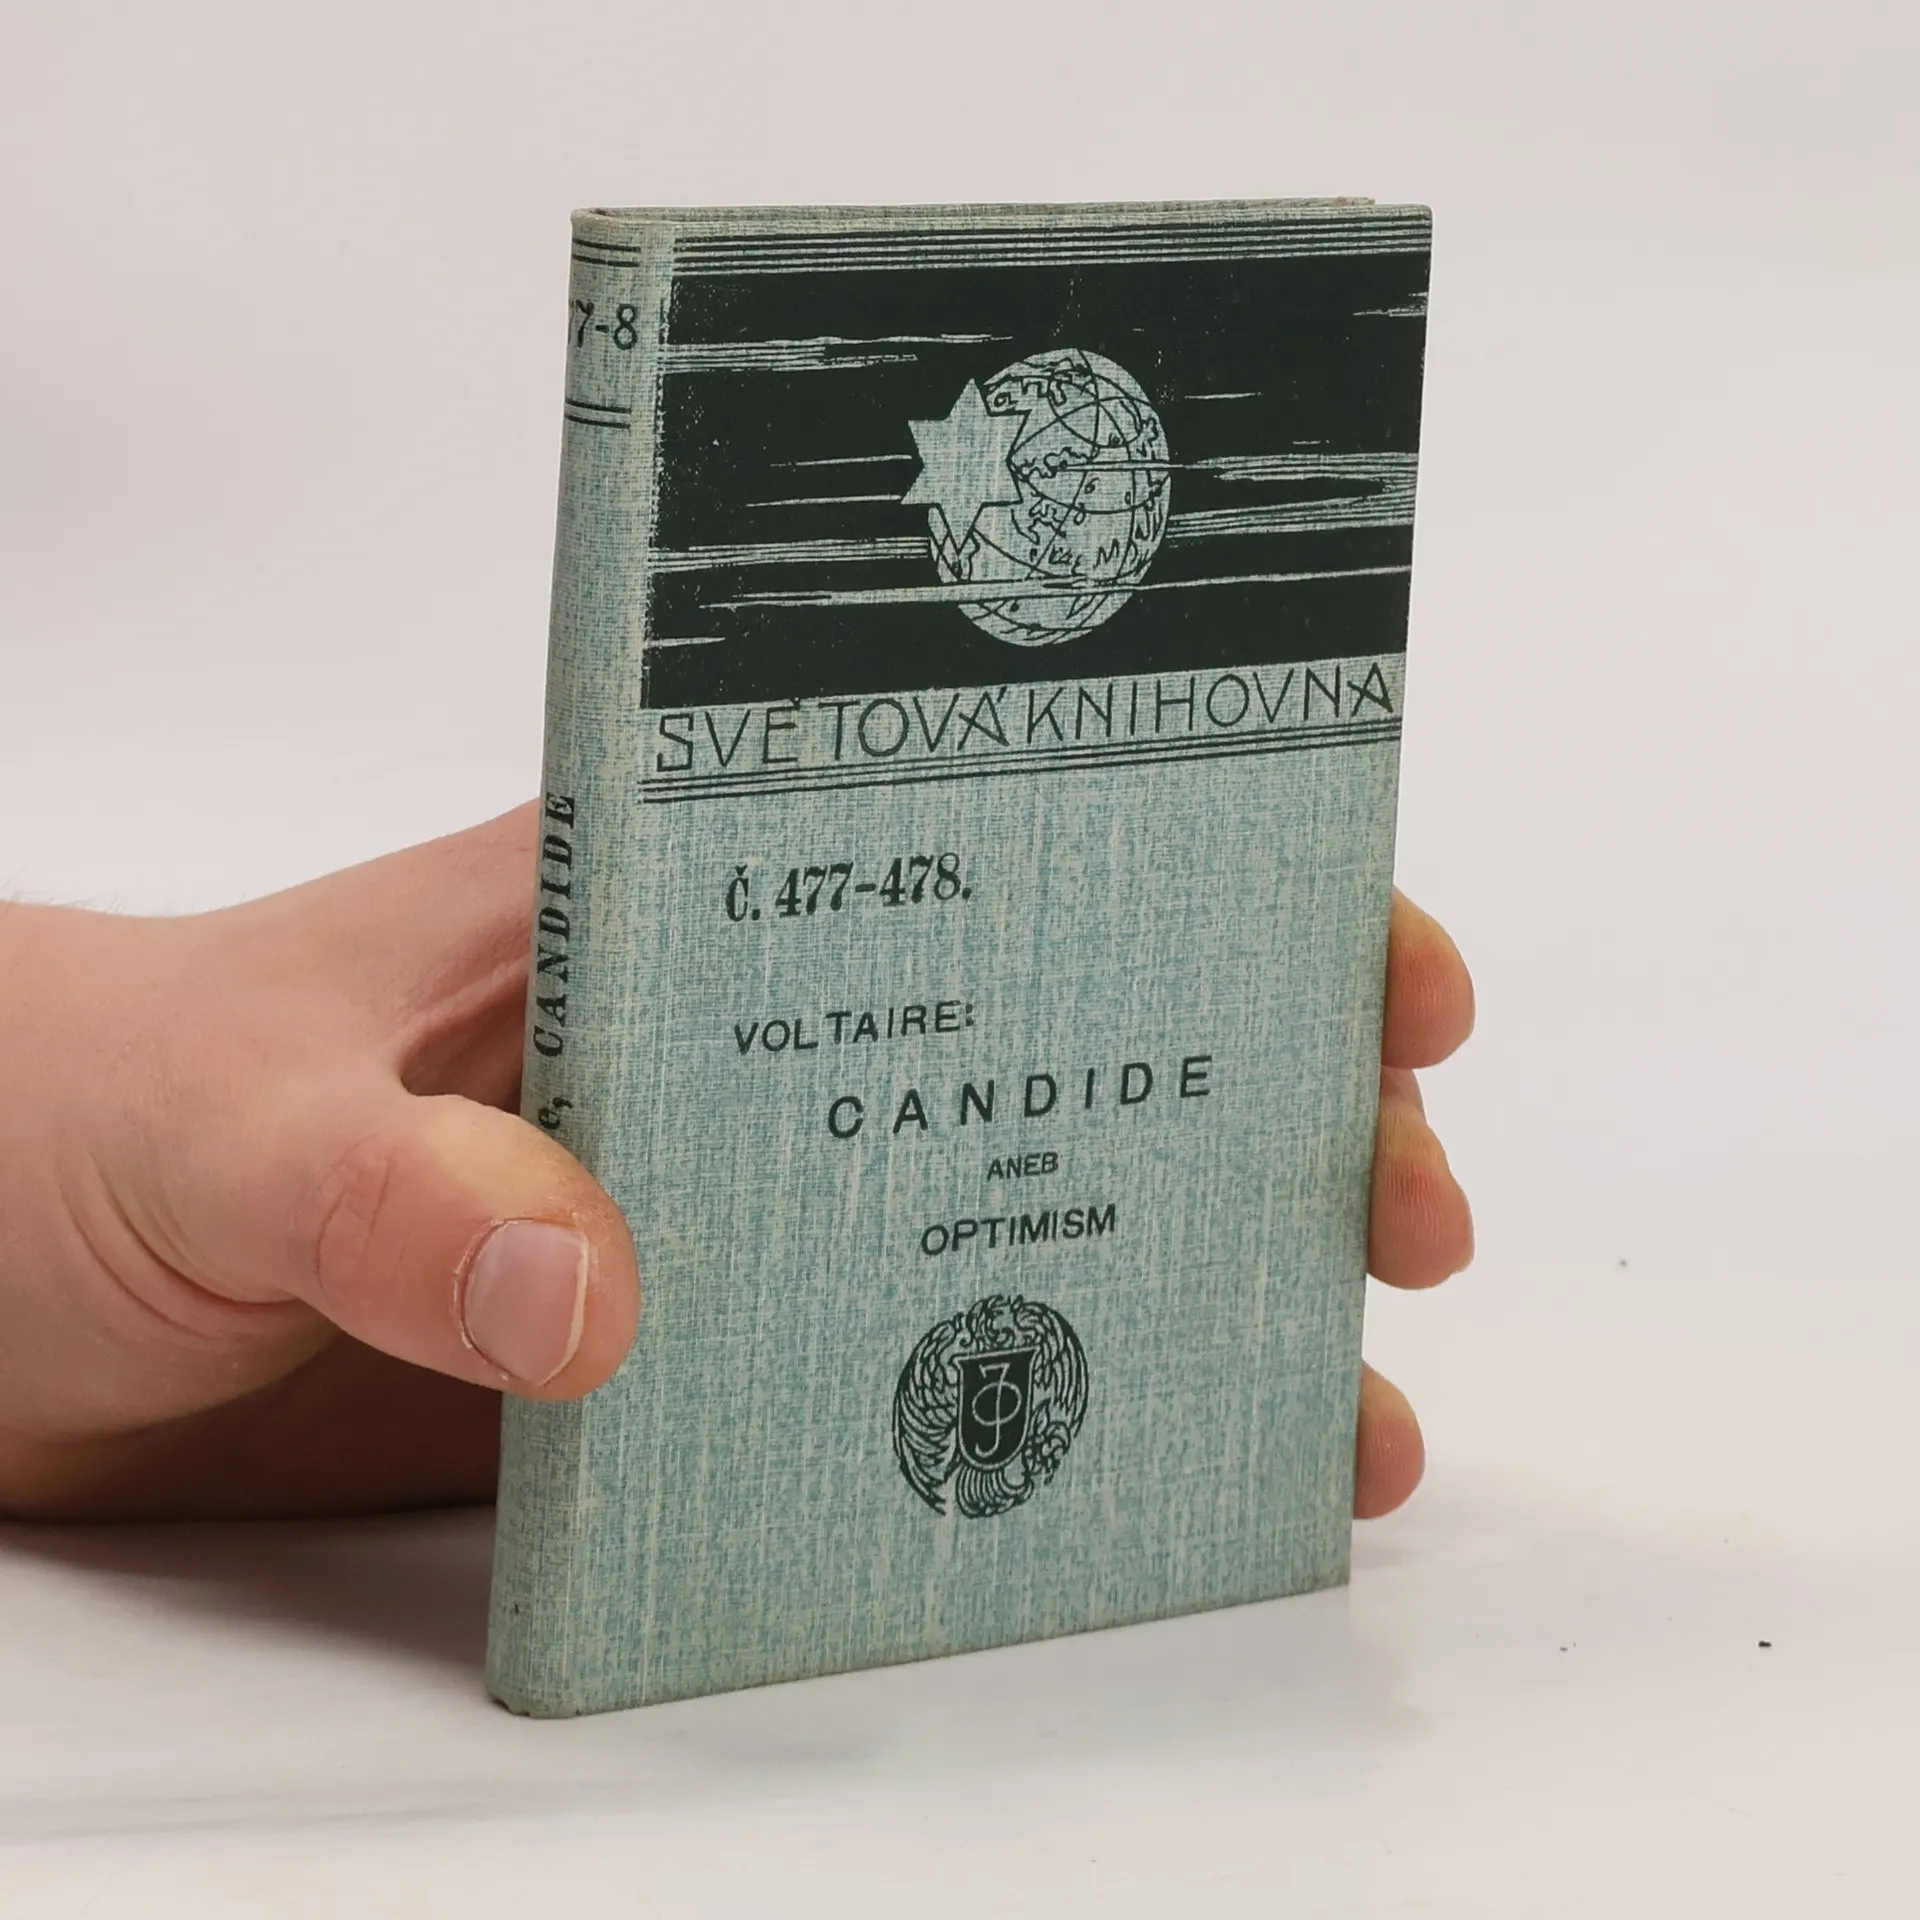 77-8
CANDIDE
SVĚTOVÁ KNIHOVNA
Č. 477-478.
VOLTAIRE:
CANDIDE
ANEB
OPTIMISM